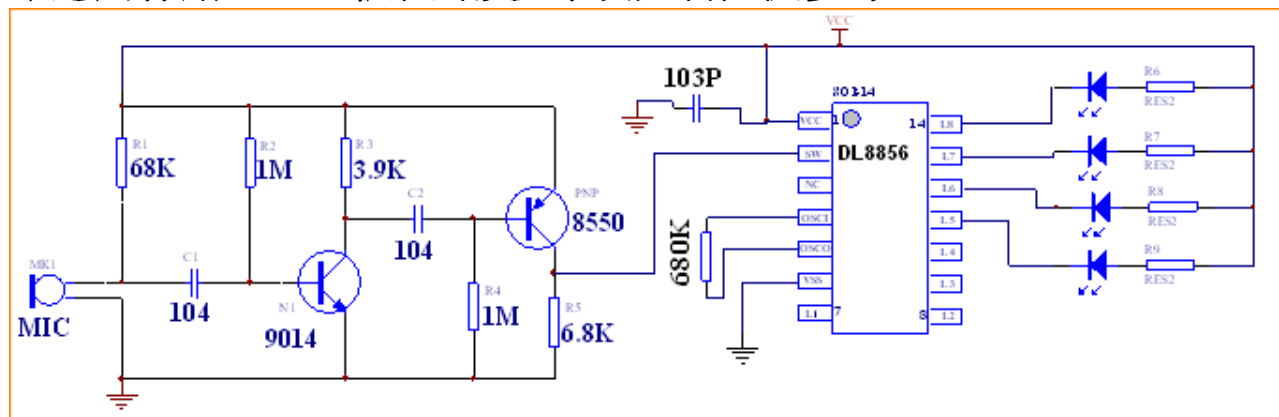 VCC
103P
80114
R6
RES2
VCC
1
14
L8
R1
68K
R2
1M
R3
3.9K
SW
DL8856
L7
R7
RES2
C2
104
PNP
8550
NC
L6
R8
RES2
OSCI
L5
680K
OSCO
L4
R9
RES2
MK1
MIC
C1
104
N1
9014
R4
1M
R5
6.8K
VSS
L3
L1
7
8
L2